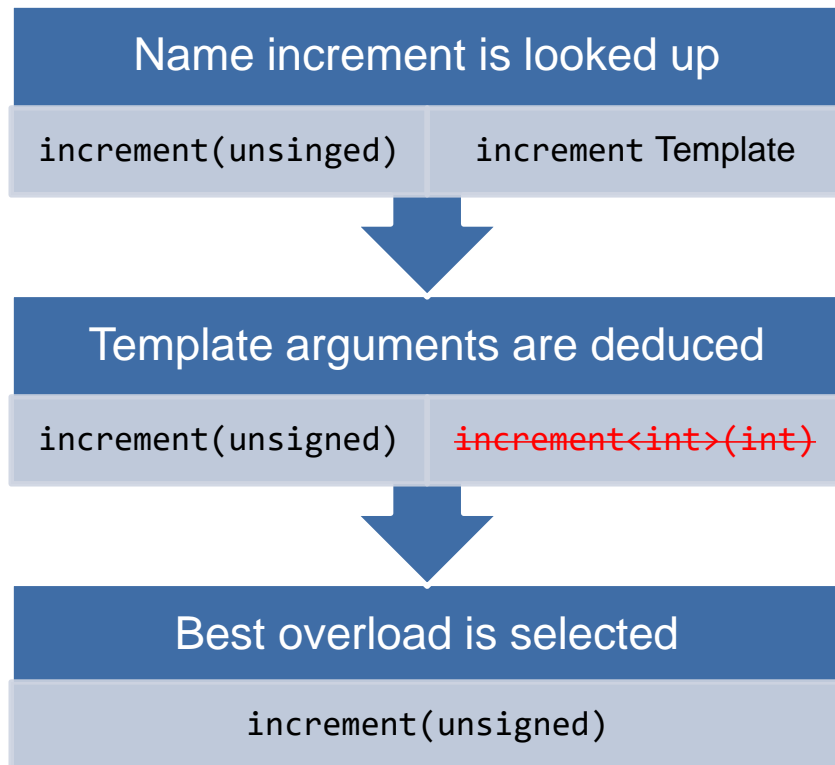 Name increment is looked up
increment(unsinged) increment Template
Template arguments are deduced
increment(unsigned) increment<int>(int)
Best overload is selected
increment(unsigned)